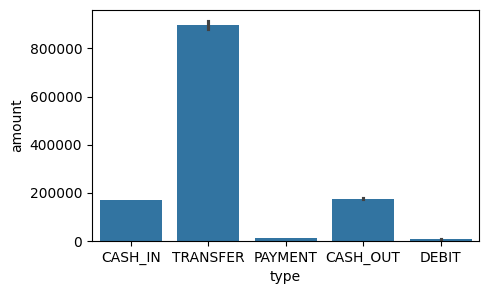 amount
800000
600000
400000
200000
0
CASH_IN TRANSFER PAYMENT CASH_OUT DEBIT
type